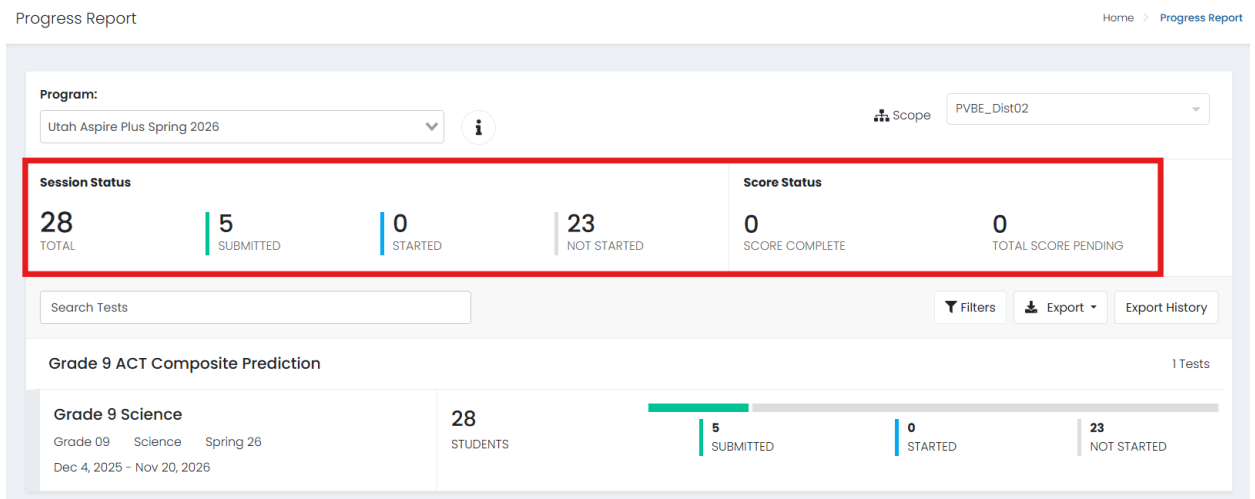 Progress Report
Home > Progress Report
Program:
Utah Aspire Plus Spring 2026
i
Scope
PVBE_Dist02
Session Status
Score Status
28
5
0
23
0
0
TOTAL
SUBMITTED
STARTED
NOT STARTED
SCORE COMPLETE
TOTAL SCORE PENDING
Search Tests
Filters
Export
Export History
Grade 9 ACT Composite Prediction
1 Tests
Grade 9 Science
Grade 09 Science Spring 26
Dec 4, 2025 - Nov 20, 2026
28
STUDENTS
5
SUBMITTED
0
STARTED
23
NOT STARTED